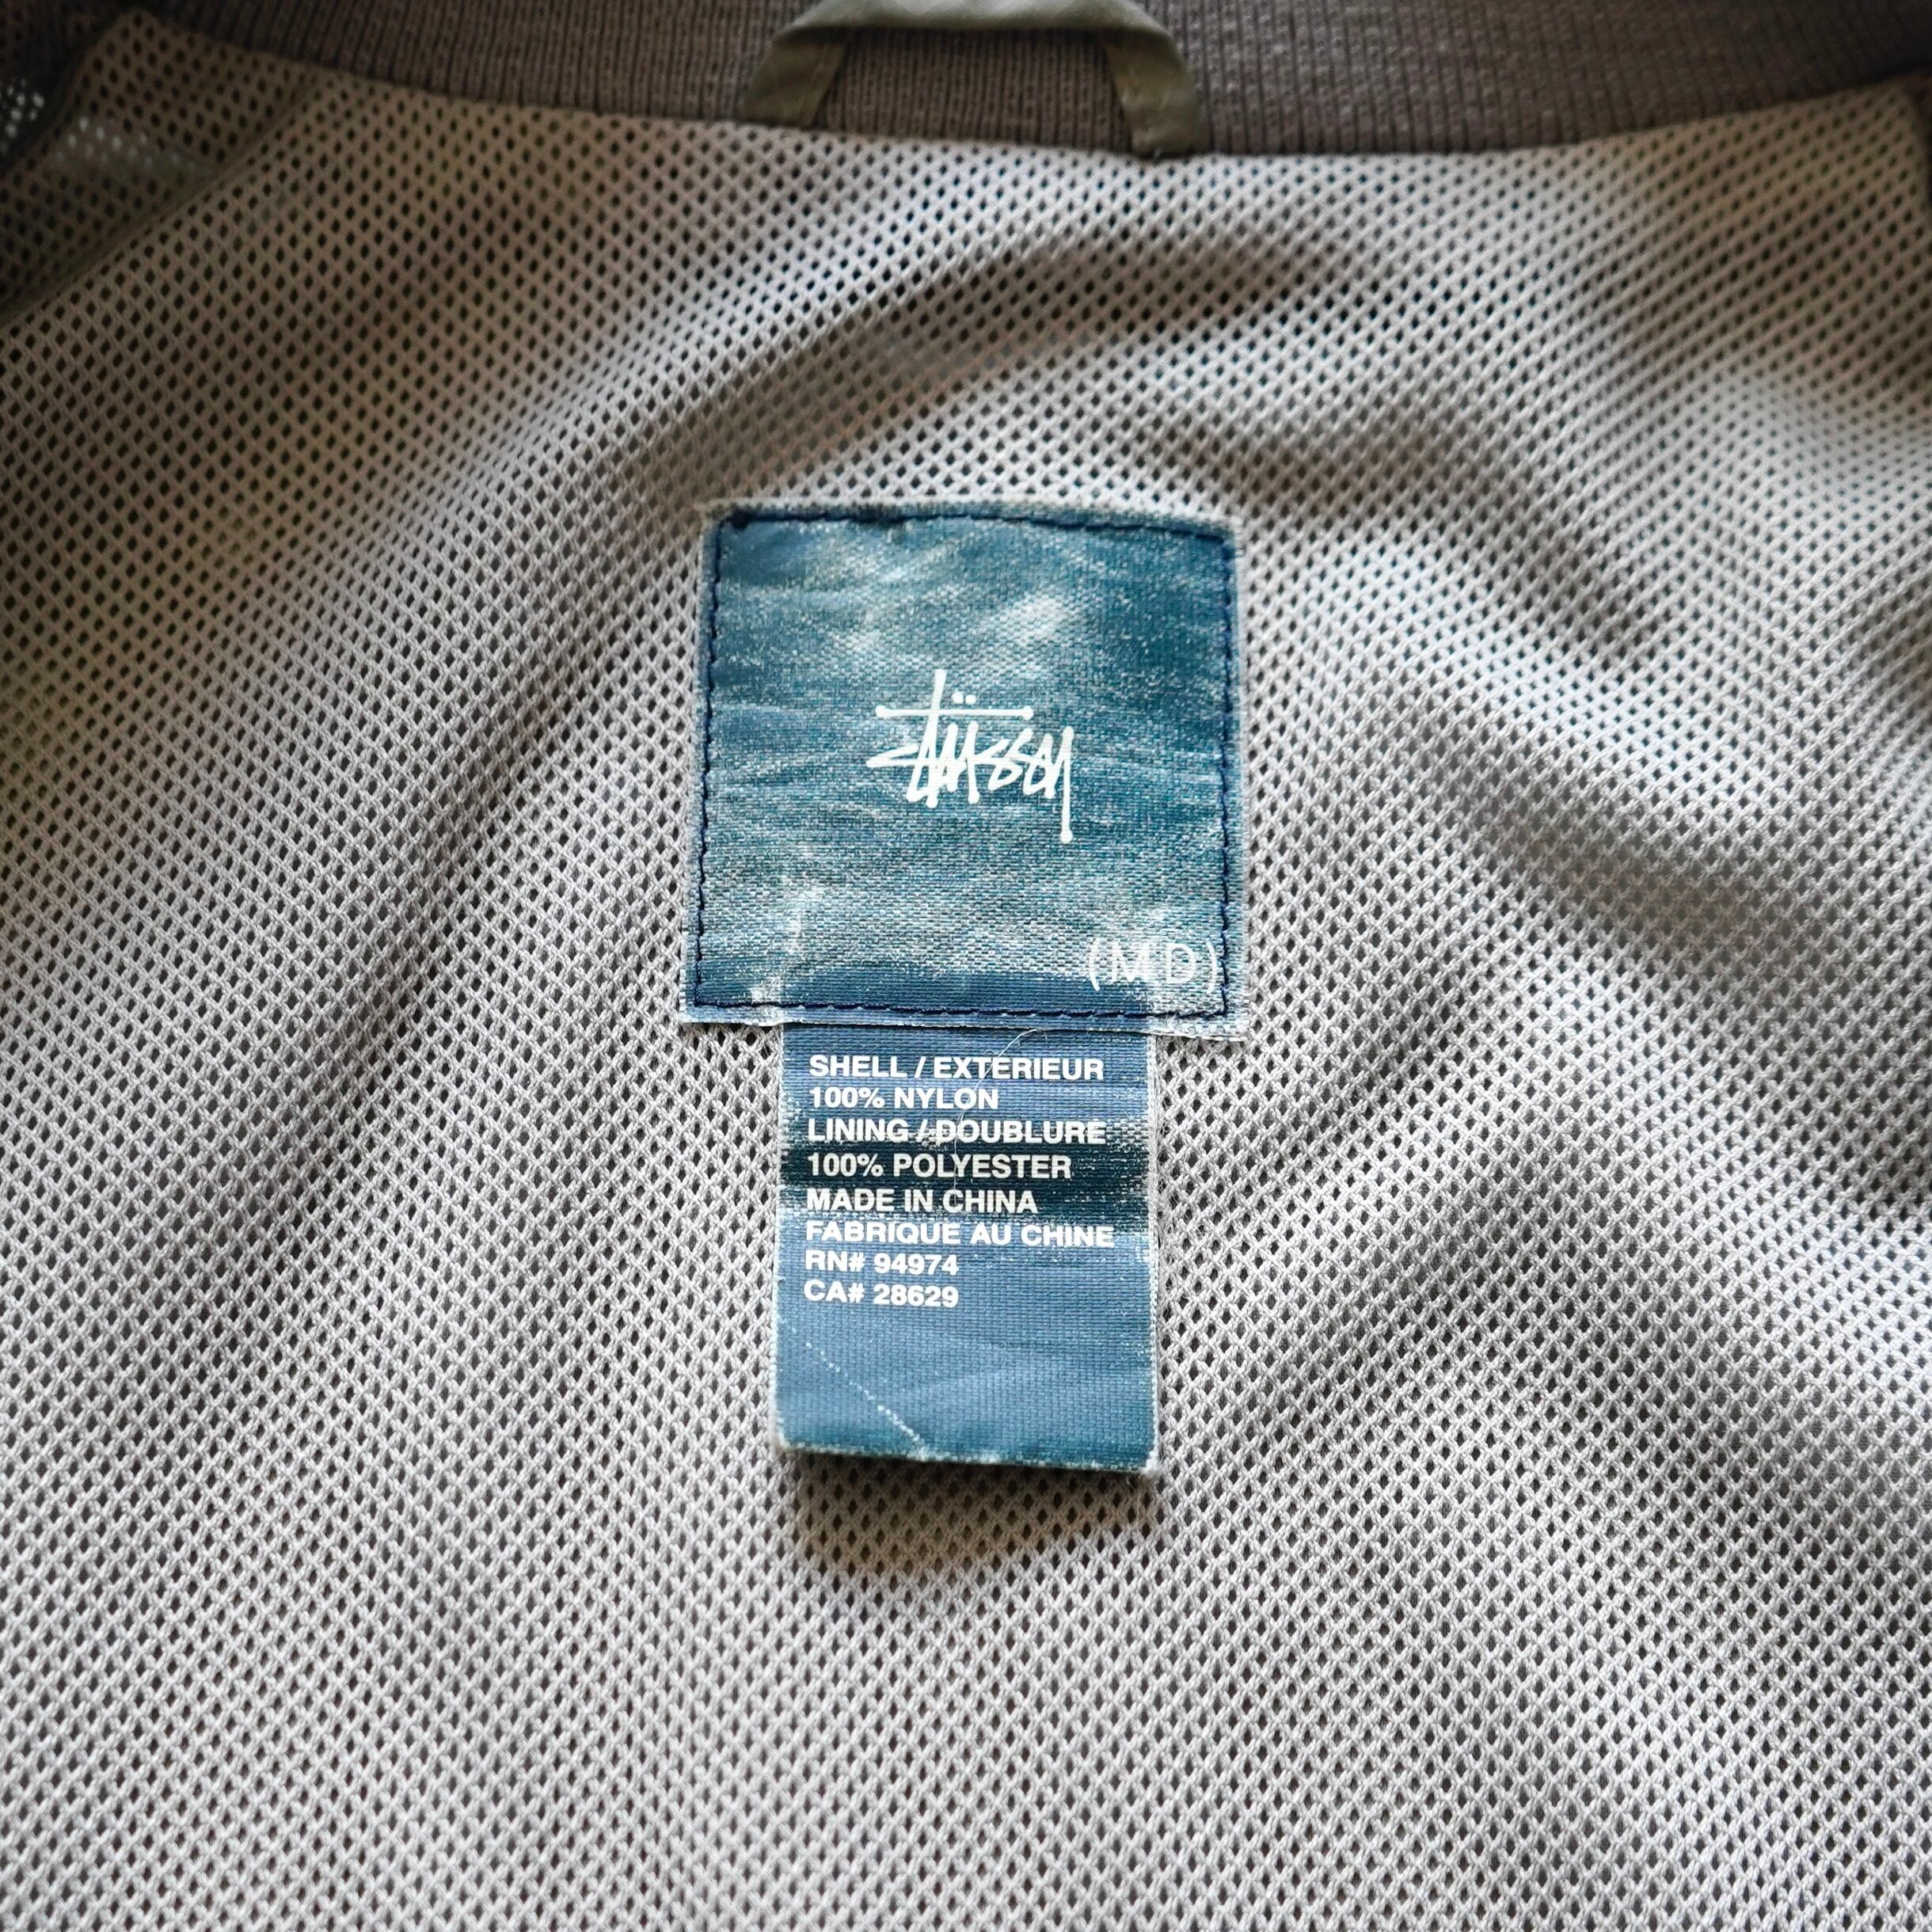 Stüssy
(MD)
SHELL / EXTERIEUR
100% NYLON
LINING / DOUBLURE
100% POLYESTER
MADE IN CHINA
FABRIQUE AU CHINE
RN# 94974
CA# 28629